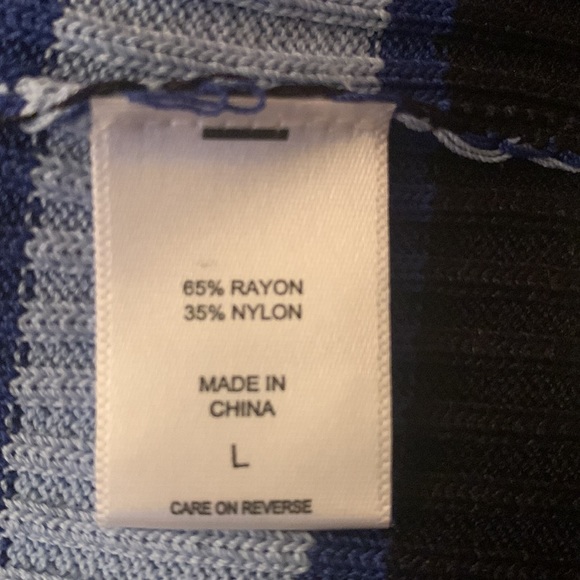 65% RAYON
35% NYLON
MADE IN
CHINA
L
CARE ON REVERSE